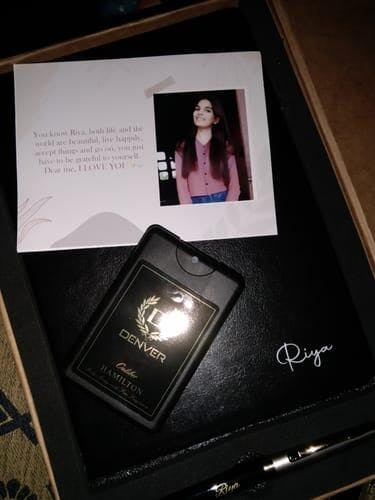 You know Riya, both life and the
world are beautiful, live happily,
accept things and go on, you just
have to be grateful to yourself.
Dear me, I LOVE YOU
D
DENVER
HAMILTON
Riya
Riya